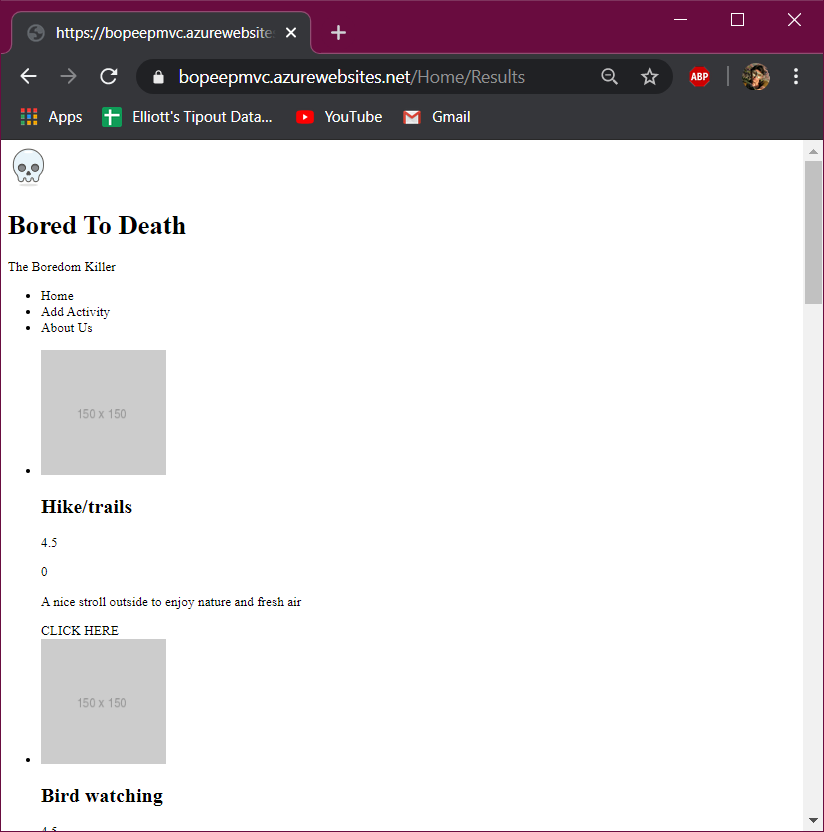 https://bopeepmvc.azurewebsite
bopeepmvc.azurewebsites.net/Home/Results
ABP
Apps
Elliott's Tipout Data...
YouTube
Gmail
Bored To Death
The Boredom Killer
Home
Add Activity
About Us
150 x 150
Hike/trails
4.5
0
A nice stroll outside to enjoy nature and fresh air
CLICK HERE
150 x 150
Bird watching
4.5